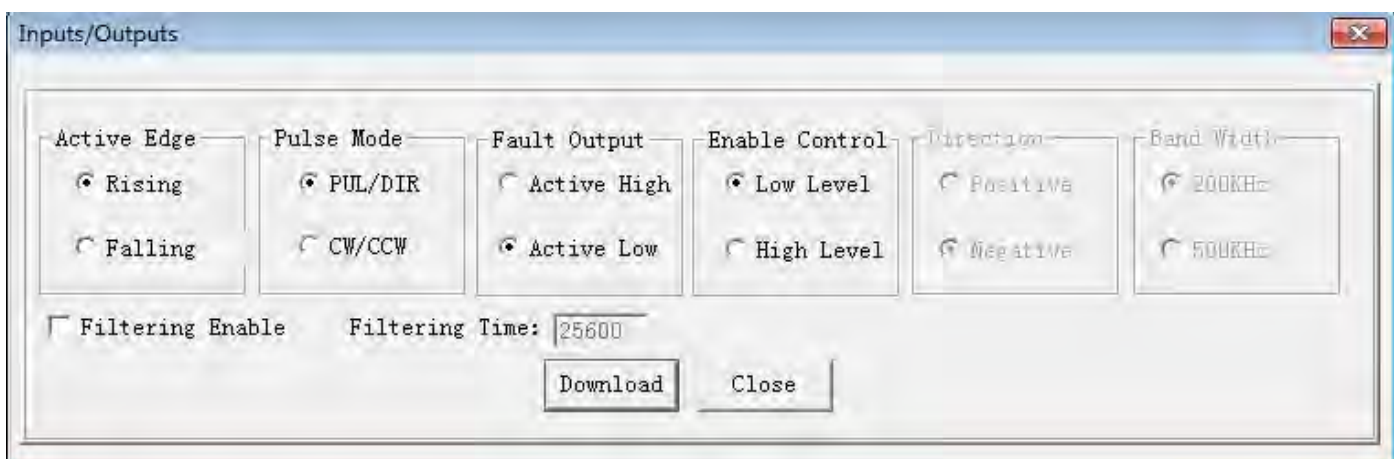 Inputs/Outputs
Active Edge Pulse Mode Fault Output Enable Control Direction Band Width
Rising PUL/DIR Active High Low Level Positive 200KHz
Falling CW/CCW Active Low High Level Negative 500KHz
Filtering Enable Filtering Time: 25600
Download Close